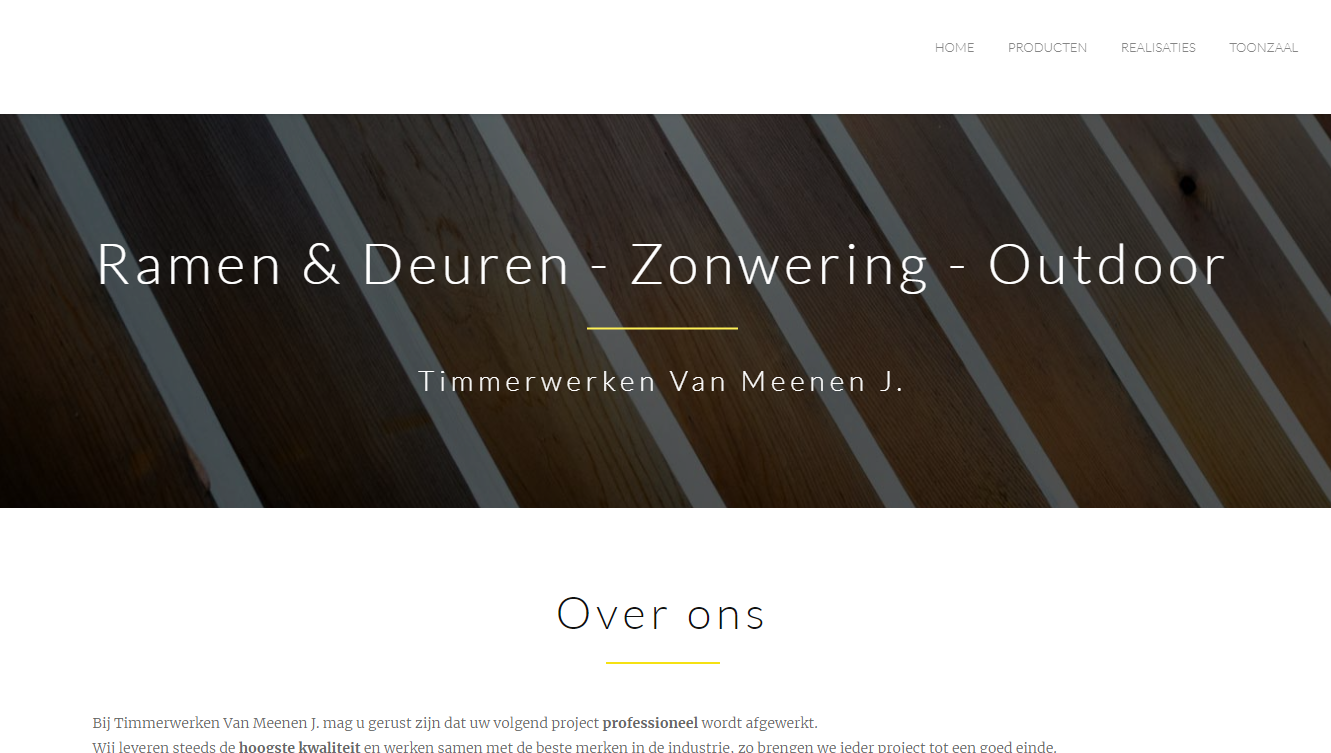 HOME PRODUCTEN REALISATIES TOONZAAL
Ramen & Deuren - Zonwering - Outdoor
Timmerwerken Van Meenen J.
Over ons
Bij Timmerwerken Van Meenen J. mag u gerust zijn dat uw volgend project professioneel wordt afgewerkt.
Wij leveren steeds de hoogste kwaliteit en werken samen met de beste merken in de industrie, zo brengen we ieder project tot een goed einde.